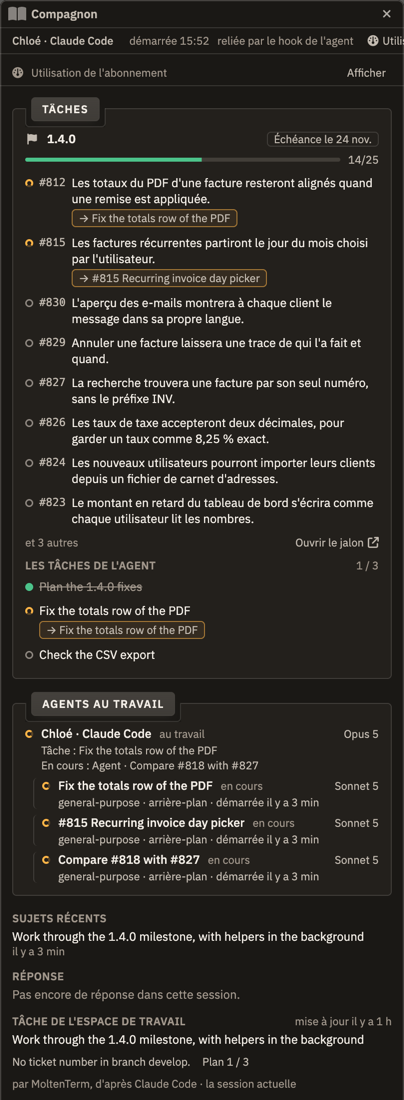 Compagnon
Chloé · Claude Code démarrée 15:52 reliée par le hook de l'agent Utilis
Utilisation de l'abonnement Afficher
TÂCHES
1.4.0 Échéance le 24 nov.
14/25
#812 Les totaux du PDF d'une facture resteront alignés quand
une remise est appliquée.
→ Fix the totals row of the PDF
#815 Les factures récurrentes partiront le jour du mois choisi
par l'utilisateur.
→ #815 Recurring invoice day picker
#830 L'aperçu des e-mails montrera à chaque client le
message dans sa propre langue.
#829 Annuler une facture laissera une trace de qui l'a fait et
quand.
#827 La recherche trouvera une facture par son seul numéro,
sans le préfixe INV.
#826 Les taux de taxe accepteront deux décimales, pour
garder un taux comme 8,25 % exact.
#824 Les nouveaux utilisateurs pourront importer leurs clients
depuis un fichier de carnet d'adresses.
#823 Le montant en retard du tableau de bord s'écrira comme
chaque utilisateur lit les nombres.
et 3 autres Ouvrir le jalon
LES TÂCHES DE L'AGENT 1 / 3
Plan the 1.4.0 fixes
Fix the totals row of the PDF
→ Fix the totals row of the PDF
Check the CSV export
AGENTS AU TRAVAIL
Chloé · Claude Code au travail Opus 5
Tâche : Fix the totals row of the PDF
En cours : Agent · Compare #818 with #827
Fix the totals row of the PDF en cours Sonnet 5
general-purpose · arrière-plan · démarrée il y a 3 min
#815 Recurring invoice day picker en cours Sonnet 5
general-purpose · arrière-plan · démarrée il y a 3 min
Compare #818 with #827 en cours Sonnet 5
general-purpose · arrière-plan · démarrée il y a 3 min
SUJETS RÉCENTS
Work through the 1.4.0 milestone, with helpers in the background
il y a 3 min
RÉPONSE
Pas encore de réponse dans cette session.
TÂCHE DE L'ESPACE DE TRAVAIL mise à jour il y a 1 h
Work through the 1.4.0 milestone, with helpers in the background
No ticket number in branch develop. Plan 1 / 3
par MoltenTerm, d'après Claude Code · la session actuelle